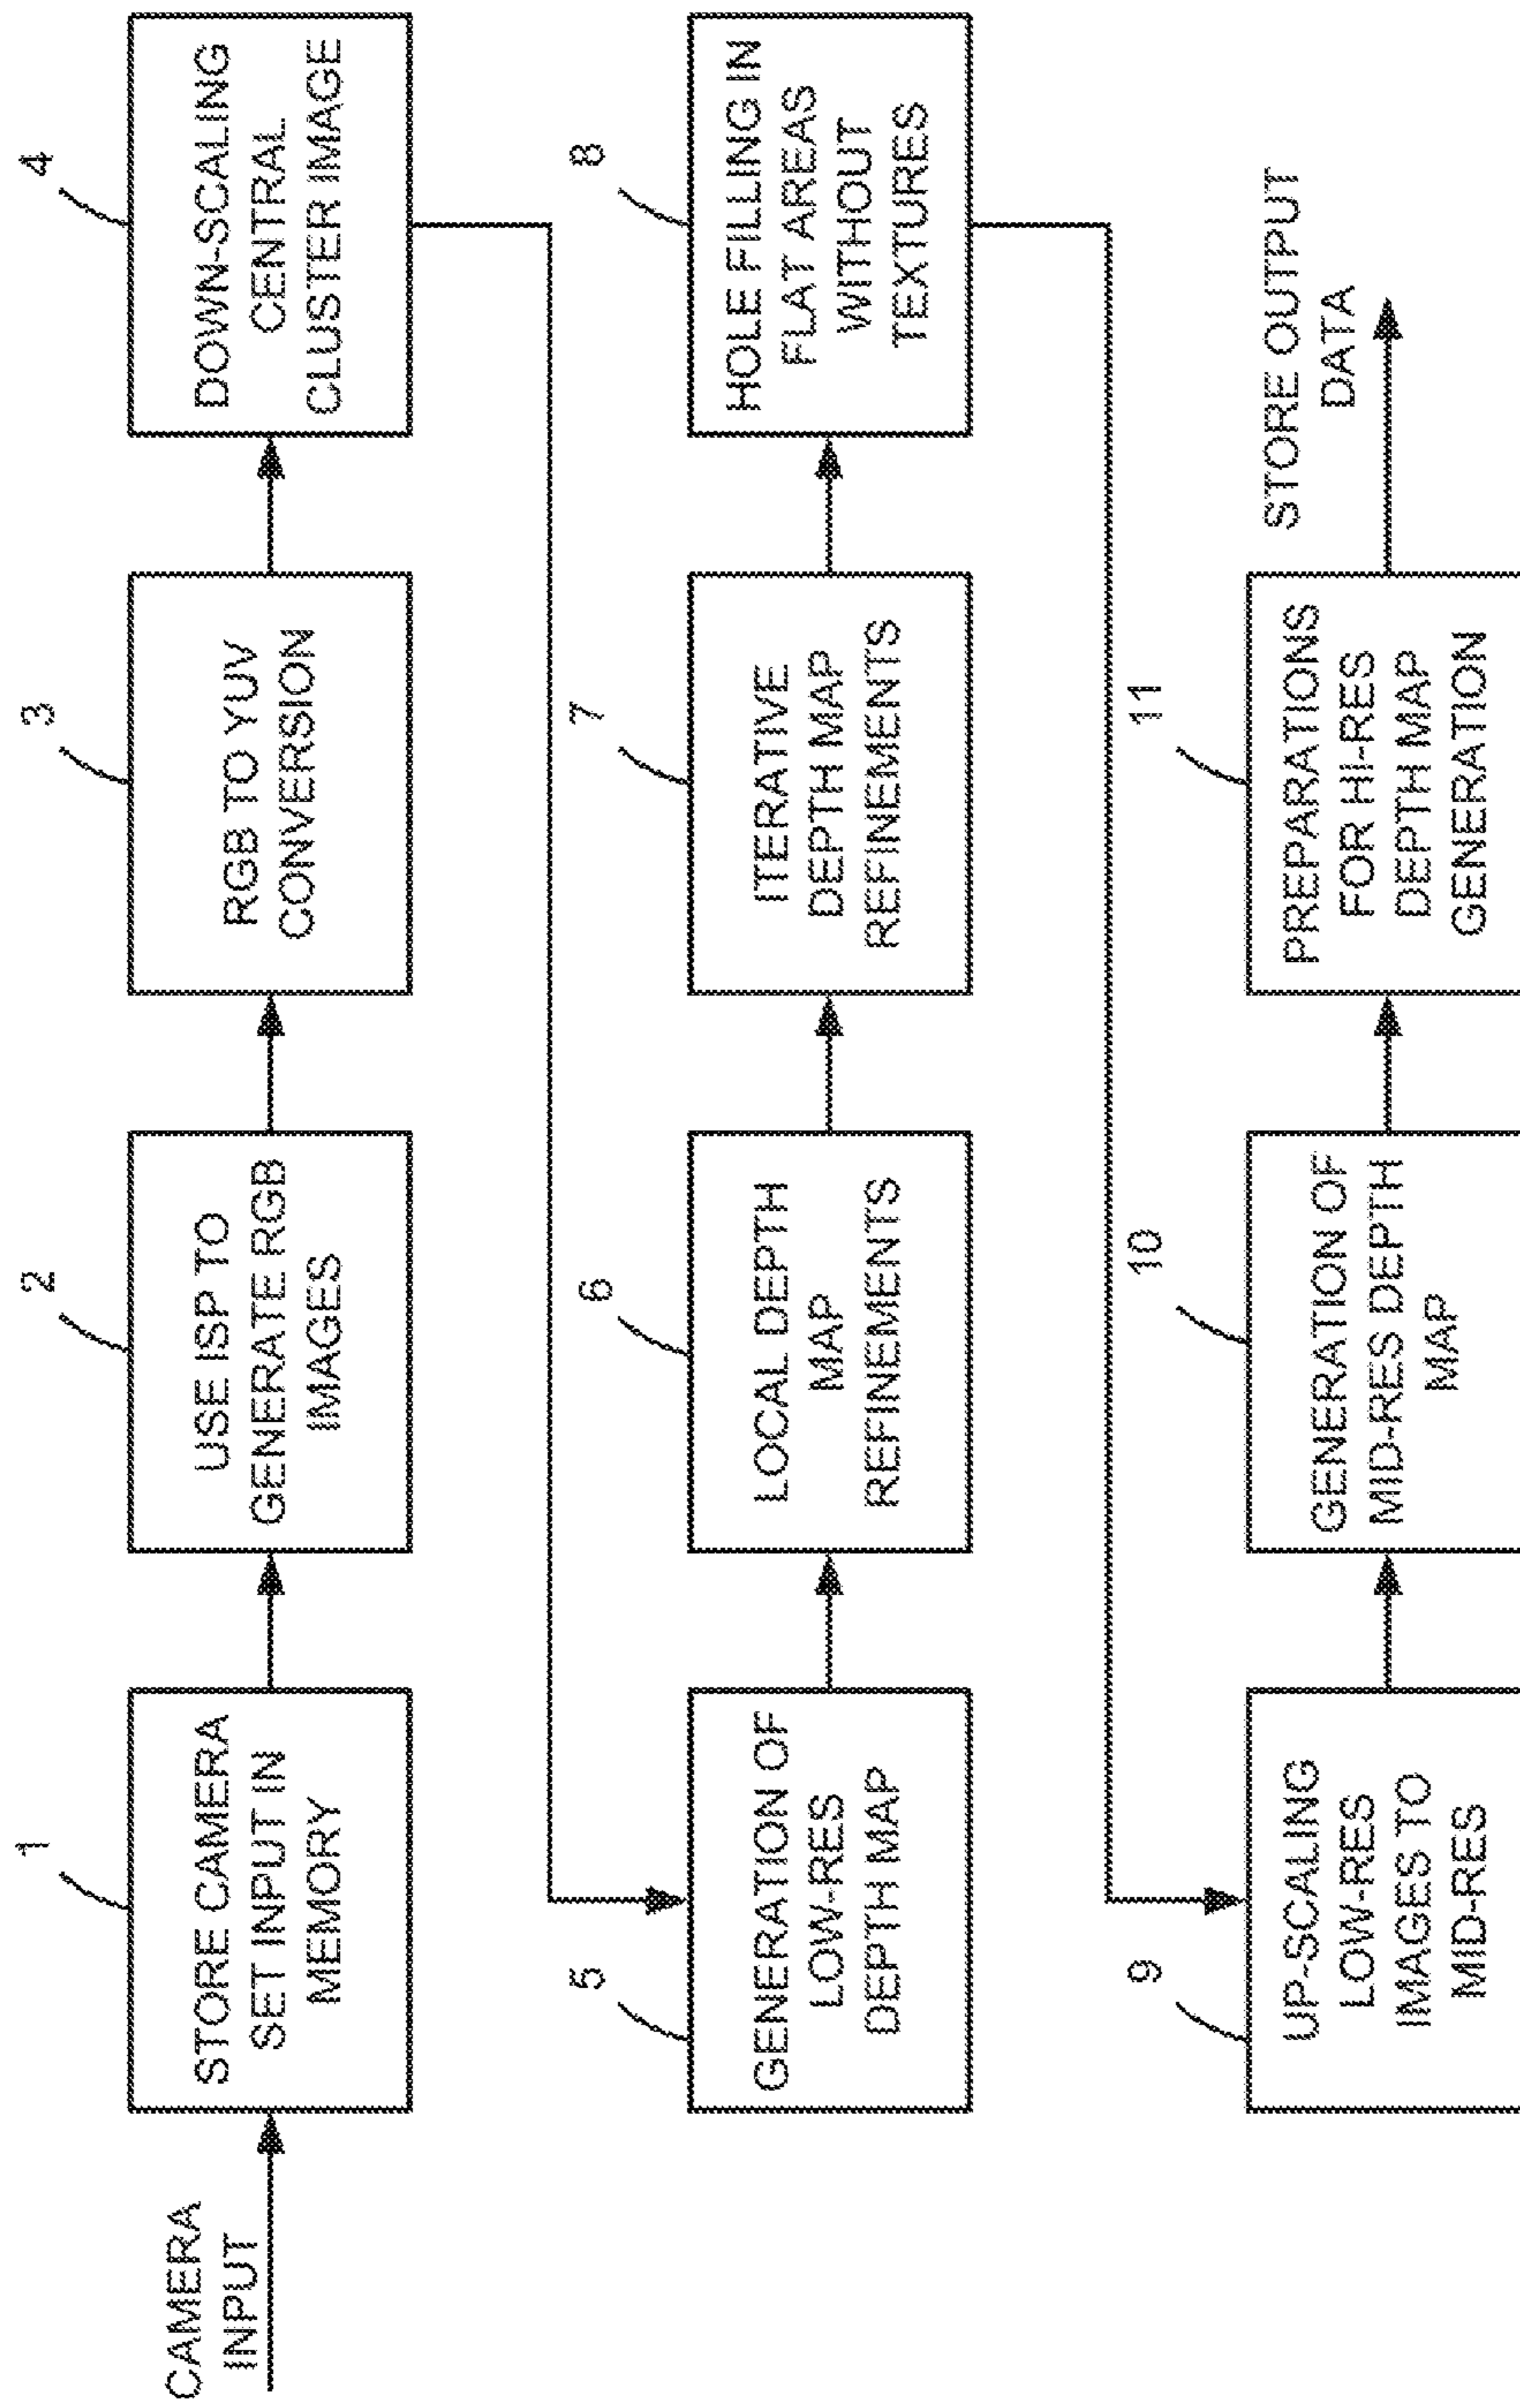 CAMERA
INPUT
1
STORE CAMERA
SET INPUT IN
MEMORY
2
USE ISP TO
GENERATE RGB
IMAGES
3
RGB TO YUV
CONVERSION
4
DOWN-SCALING
CENTRAL
CLUSTER IMAGE
5
GENERATION OF
LOW-RES
DEPTH MAP
6
LOCAL DEPTH
MAP
REFINEMENTS
7
ITERATIVE
DEPTH MAP
REFINEMENTS
8
HOLE FILLING IN
FLAT AREAS
WITHOUT
TEXTURES
9
UP-SCALING
LOW-RES
IMAGES TO
MID-RES
10
GENERATION OF
MID-RES DEPTH
MAP
11
PREPARATIONS
FOR HI-RES
DEPTH MAP
GENERATION
STORE OUTPUT
DATA